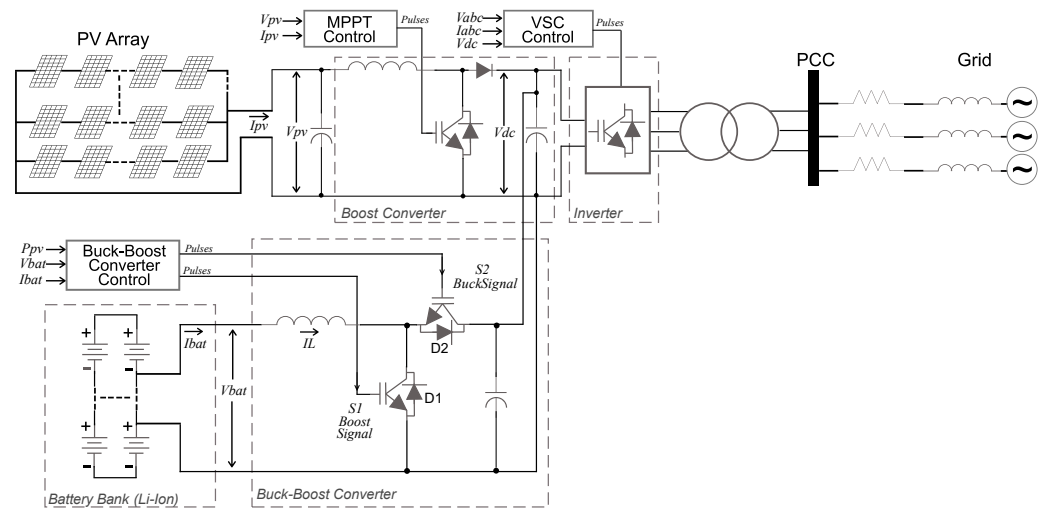 PV Array
Vpv
Ipv
MPPT
Control
Pulses
Vabc
Iabc
Vdc
VSC
Control
Pulses
PCC
Grid
Ipv
Vpv
Vdc
Boost Converter
Inverter
~
~
~
Ppv
Vbat
Ibat
Buck-Boost
Converter
Control
Pulses
Pulses
S2
BuckSignal
D2
Ibat
IL
Vbat
S1
Boost
Signal
D1
+
+
-
-
+
+
-
-
Battery Bank (Li-Ion)
Buck-Boost Converter